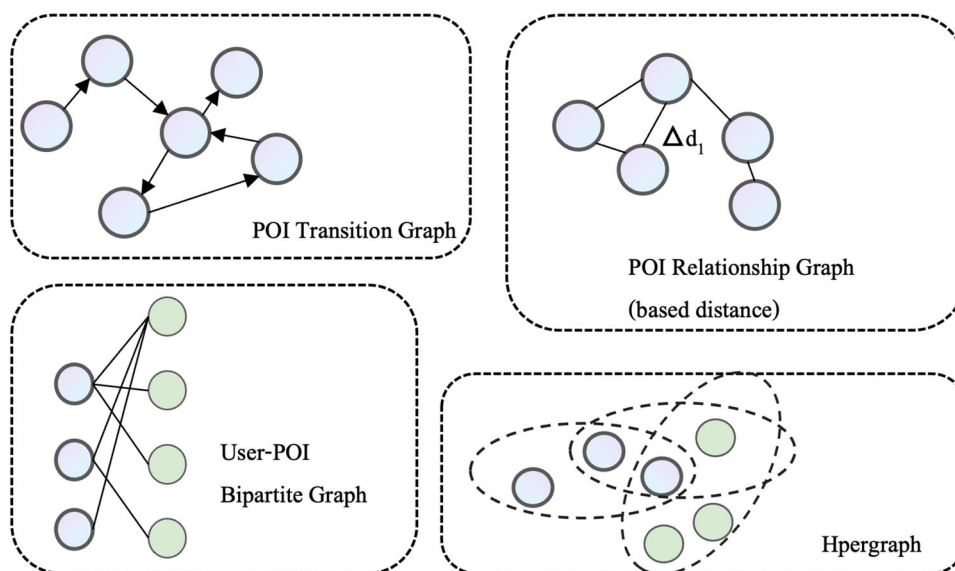 POI Transition Graph
Δd₁
POI Relationship Graph
(based distance)
User-POI
Bipartite Graph
Hpergraph